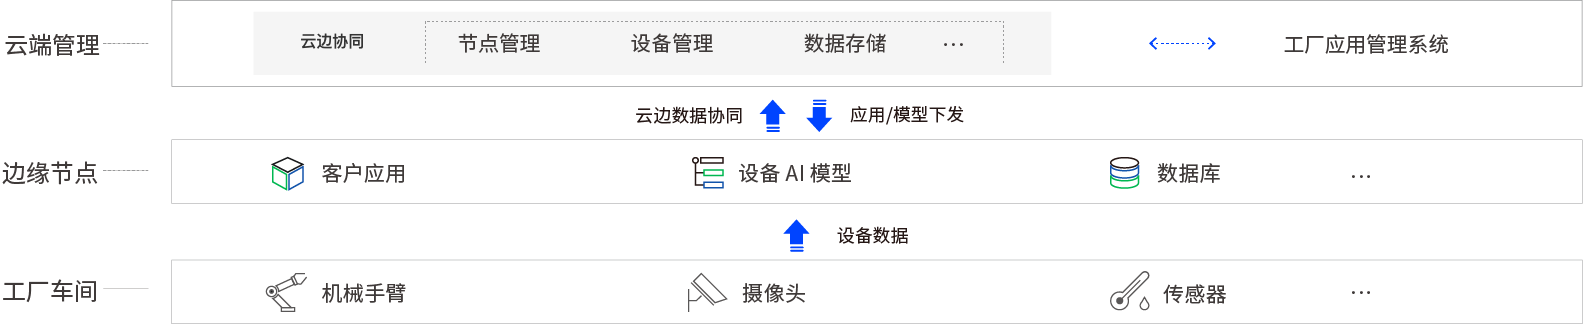 云端管理
云边协同
节点管理
设备管理
数据存储
...
工厂应用管理系统
云边数据协同
应用/模型下发
边缘节点
客户应用
设备 AI 模型
数据库
...
设备数据
工厂车间
机械手臂
摄像头
传感器
...